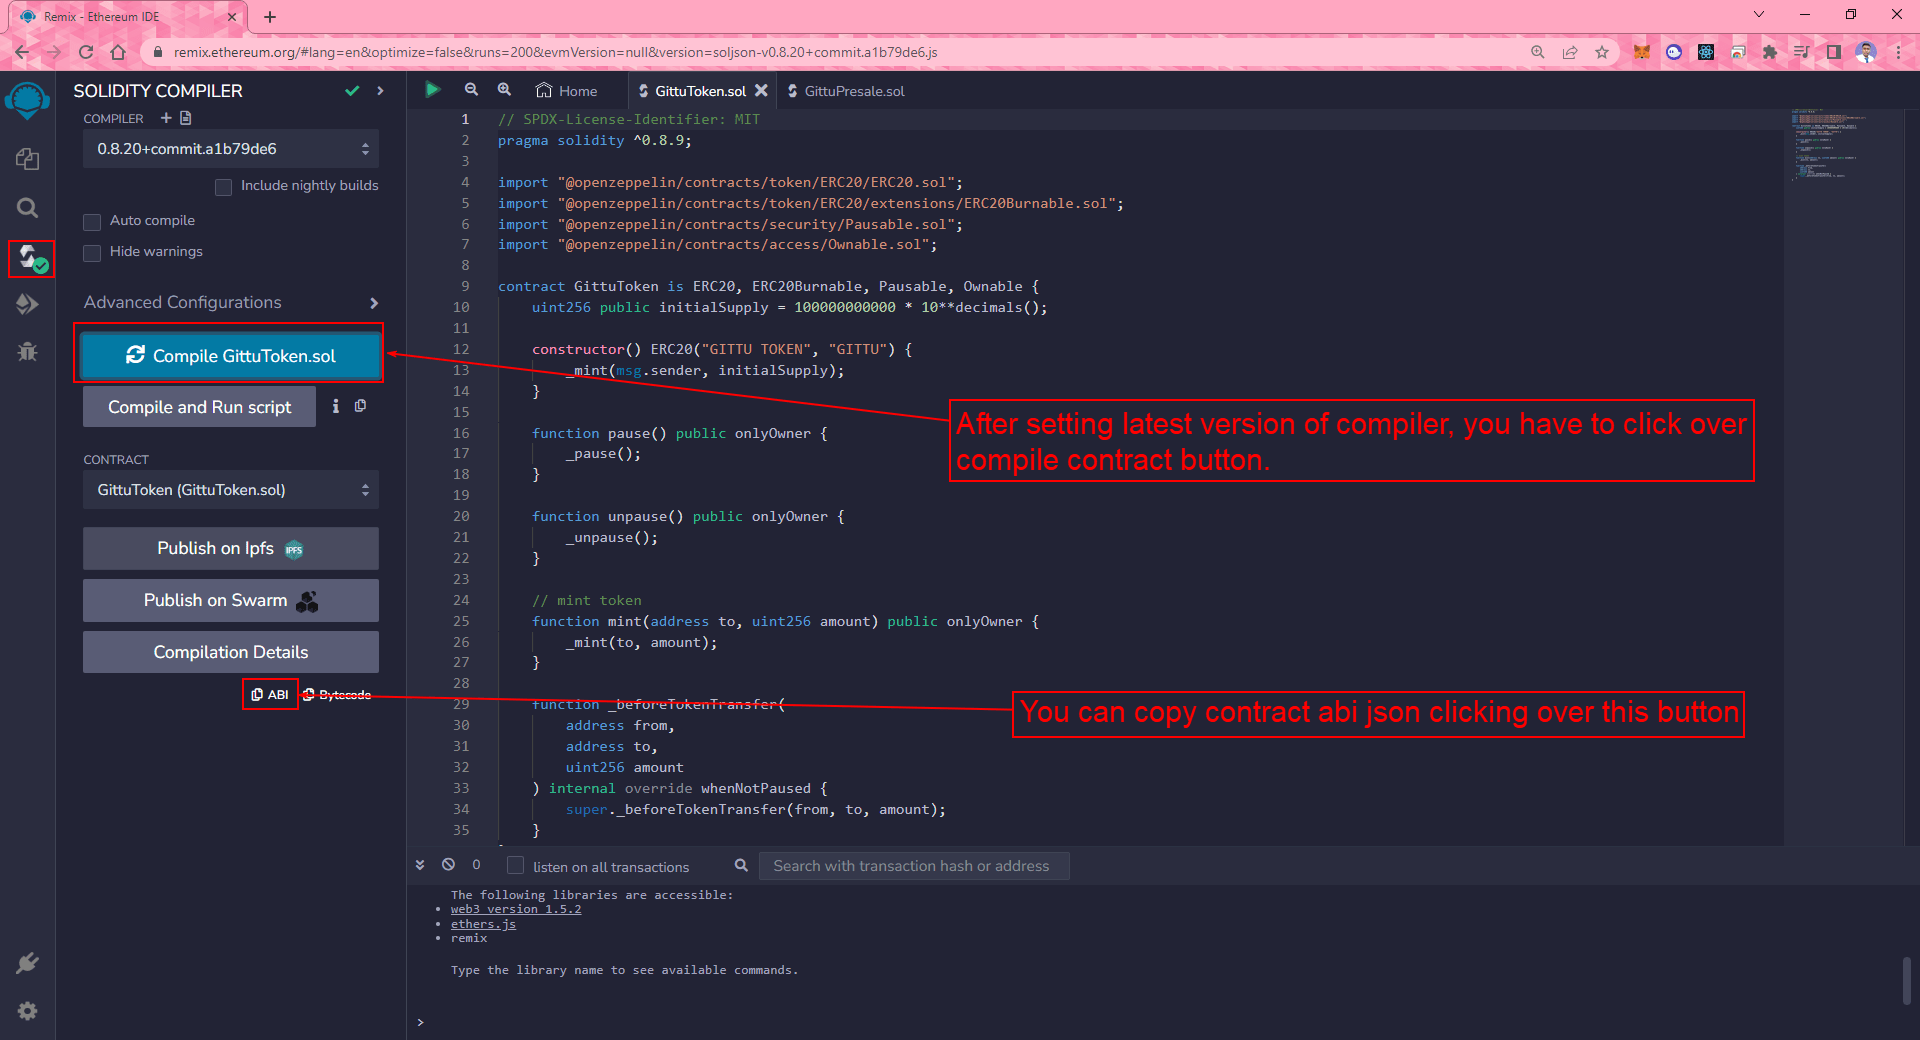 Remix - Ethereum IDE
remix.ethereum.org/#lang=en&optimize=false&runs=200&evmVersion=null&version=soljson-v0.8.20+commit.a1b79de6.js
SOLIDITY COMPILER
COMPILER
0.8.20+commit.a1b79de6
Include nightly builds
Auto compile
Hide warnings
Advanced Configurations
Compile GittuToken.sol
Compile and Run script
CONTRACT
GittuToken (GittuToken.sol)
Publish on Ipfs IPFS
Publish on Swarm
Compilation Details
ABI Bytecode
Home GittuToken.sol GittuPresale.sol
1 // SPDX-License-Identifier: MIT
2 pragma solidity ^0.8.9;
3
4 import "@openzeppelin/contracts/token/ERC20/ERC20.sol";
5 import "@openzeppelin/contracts/token/ERC20/extensions/ERC20Burnable.sol";
6 import "@openzeppelin/contracts/security/Pausable.sol";
7 import "@openzeppelin/contracts/access/Ownable.sol";
8
9 contract GittuToken is ERC20, ERC20Burnable, Pausable, Ownable {
10 uint256 public initialSupply = 100000000000 * 10**decimals();
11
12 constructor() ERC20("GITTU TOKEN", "GITTU") {
13 _mint(msg.sender, initialSupply);
14 }
15
16 function pause() public onlyOwner {
17 _pause();
18 }
19
20 function unpause() public onlyOwner {
21 _unpause();
22 }
23
24 // mint token
25 function mint(address to, uint256 amount) public onlyOwner {
26 _mint(to, amount);
27 }
28
29 function _beforeTokenTransfer(
30 address from,
31 address to,
32 uint256 amount
33 ) internal override whenNotPaused {
34 super._beforeTokenTransfer(from, to, amount);
35 }
After setting latest version of compiler, you have to click over
compile contract button.
You can copy contract abi json clicking over this button
0 listen on all transactions Search with transaction hash or address
The following libraries are accessible:
• web3 version 1.5.2
• ethers.js
• remix
Type the library name to see available commands.
>